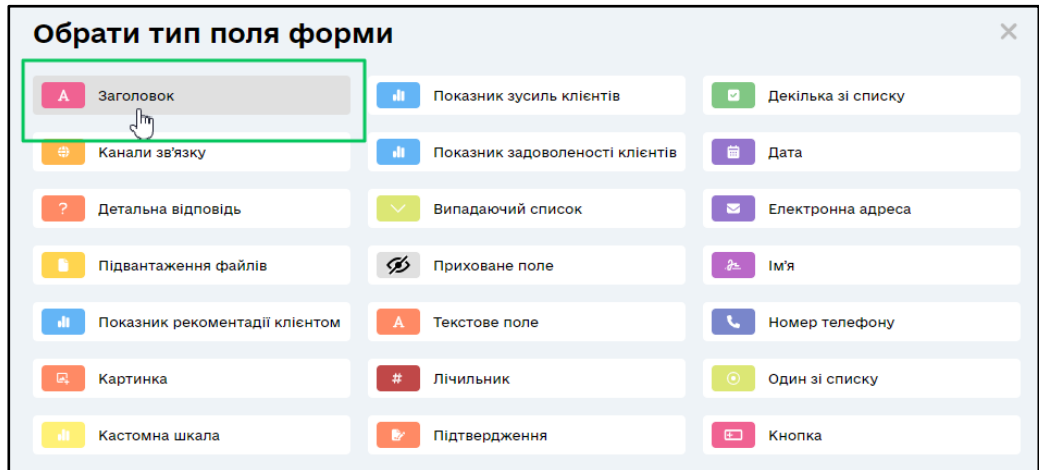 Обрати тип поля форми
Заголовок
Показник зусиль клієнтів
Декілька зі списку
Канали зв'язку
Показник задоволеності клієнтів
Дата
Детальна відповідь
Випадаючий список
Електронна адреса
Підвантаження файлів
Приховане поле
Ім'я
Показник рекоментадії клієнтом
Текстове поле
Номер телефону
Картинка
Лічильник
Один зі списку
Кастомна шкала
Підтвердження
Кнопка